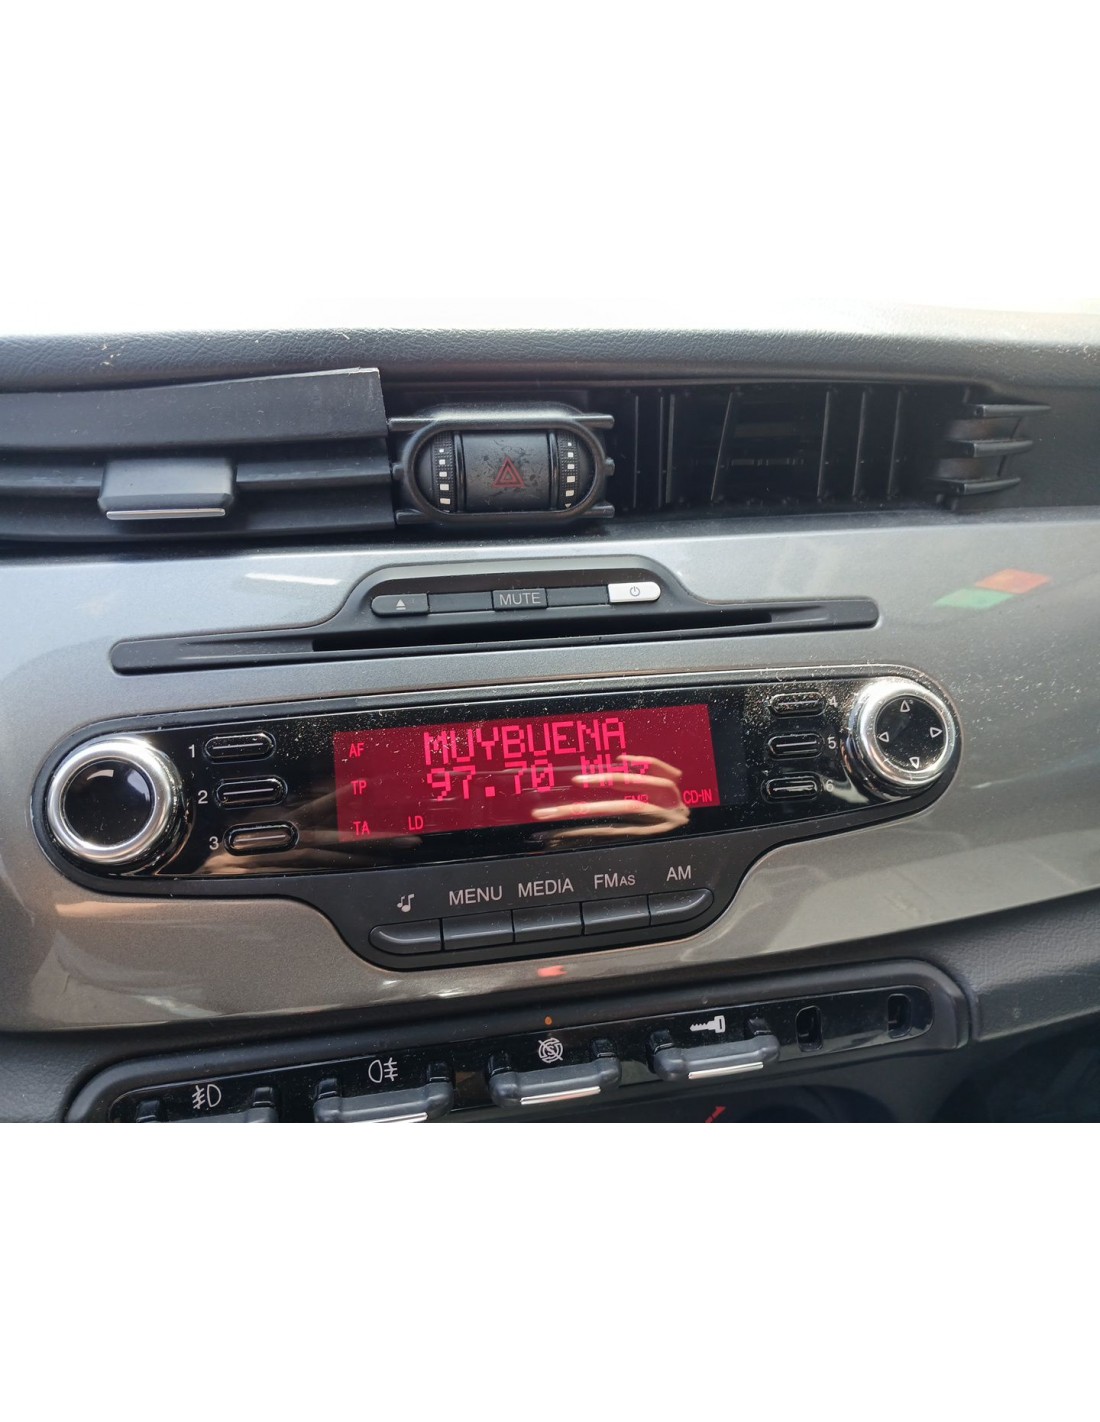 MUTE
1
2
3
AF
TP
TA
MUYBUENA
97.70 MHz
LD
CD-IN
4
5
6
MENU
MEDIA
FMAS
AM